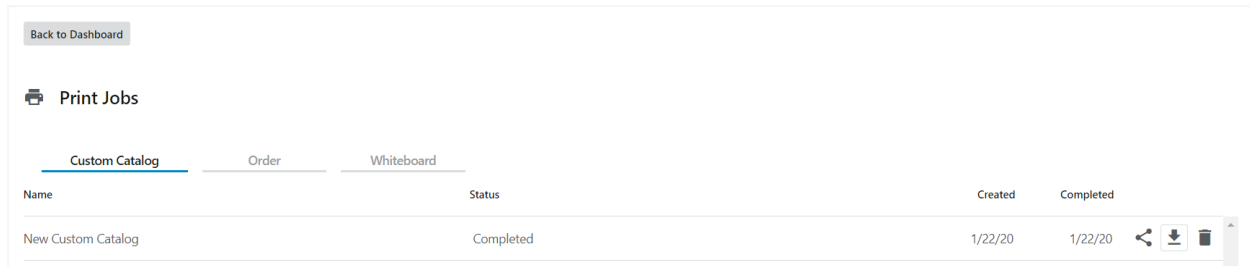 Back to Dashboard
Print Jobs
Custom Catalog Order Whiteboard
Name Status Created Completed
New Custom Catalog Completed 1/22/20 1/22/20